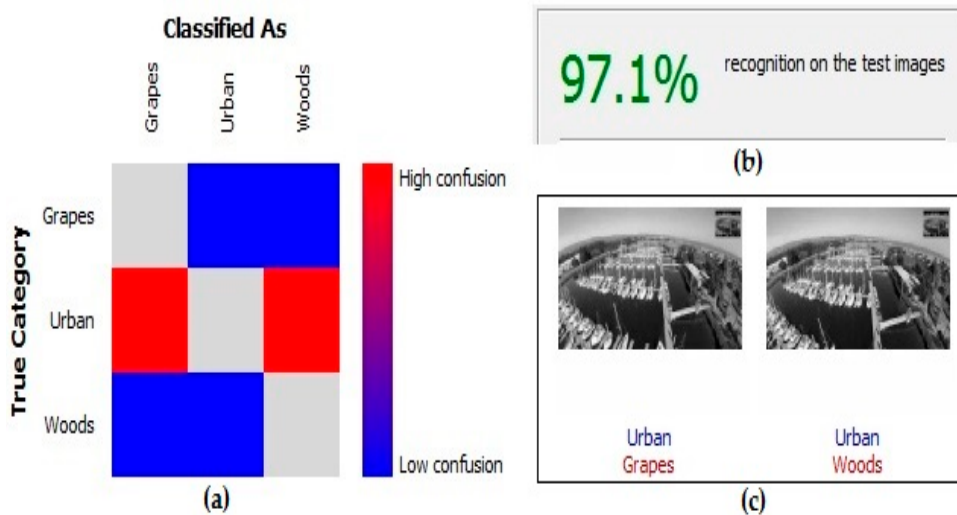 Classified As
Grapes
Urban
Woods
True Category
Grapes
Urban
Woods
High confusion
Low confusion
(a)
97.1%
recognition on the test images
(b)
Urban
Grapes
Urban
Woods
(c)